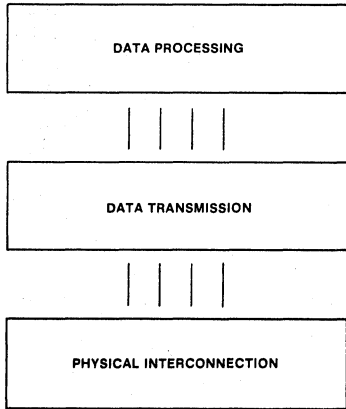 DATA PROCESSING
DATA TRANSMISSION
PHYSICAL INTERCONNECTION